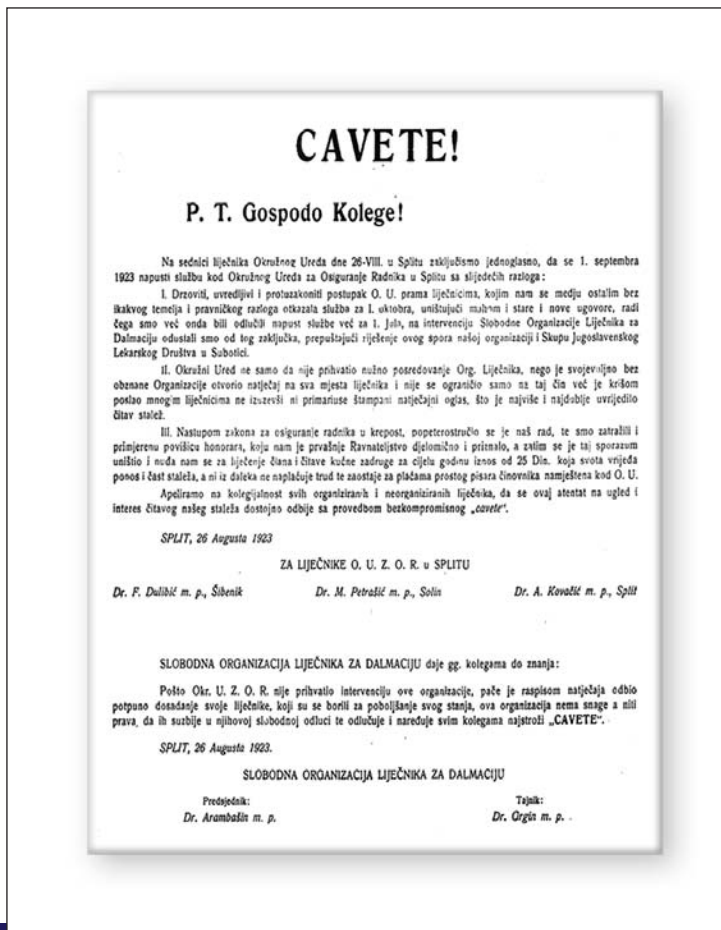 CAVETE!
P. T. Gospodo Kolege!
Na sednici liječnika Okružnog Ureda dne 26-VIII. u Splitu zaključismo jednoglasno, da se 1. septembra
1923 napusti službu kod Okružnog Ureda za Osiguranje Radnika u Splitu sa slijedećih razloga:
I. Drzoviti, uvredljivi i protuzakoniti postupak O. U. prama liječnicima, kojim nam se medju ostalim bez
ikakvog temelja i pravničkog razloga otkazala služba za I. oktobra, uništujući mahom i stare i nove ugovore, radi
čega smo već onda bili odlučili napust službe već za 1. Jula, na intervenciju Slobodne Organizacije Liječnika za
Dalmaciju odustali smo od tog zaključka, prepuštajući riješenje ovog spora našoj organizaciji i Skupu Jugoslavenskog
Lekarskog Društva u Subotici.
II. Okružni Ured ne samo da nije prihvatio nužno posredovanje Org. Liječnika, nego je svojevoljno bez
obznane Organizacije otvorio natječaj na sva mjesta liječnika i nije se ograničio samo na taj čin već je krišom
poslao mnogim liječnicima ne izuzevši ni primariuse štampani natječajni oglas, što je najviše i najdublje uvrijedilo
čitav stalež.
III. Nastupom zakona za osiguranje radnika u krepost, popeterostručio se je naš rad, te smo zatražili i
primjerenu povišicu honorara, koju nam je prvašnje Ravnateljstvo djelomično i priznalo, a zatim se je taj sporazum
uništio i nuda nam se za liječenje člana i čitave kućne zadruge za cijelu godinu iznos od 25 Din. koja svota vrijeđa
ponos i čast staleža, a ni iz daleka ne naplaćuje trud te zaostaje za plaćama prostog pisara činovnika namještena kod O. U.
Apeliramo na kolegijalnost svih organiziranih i neorganiziranih liječnika, da se ovaj atentat na ugled i
interes čitavog našeg staleža dostojno odbije sa provedbom bezkompromisnog „cavete".
SPLIT, 26 Augusta 1923
ZA LIJEČNIKE O. U. Z. O. R. u SPLITU
Dr. F. Dulibić m. p., Šibenik Dr. M. Petrašić m. p., Solin Dr. A. Kovačić m. p., Split
SLOBODNA ORGANIZACIJA LIJEČNIKA ZA DALMACIJU daje gg. kolegama do znanja:
Pošto Okr. U. Z. O. R. nije prihvatio intervenciju ove organizacije, pače je raspisom natječaja odbio
potpuno dosadanje svoje liječnike, koji su se borili za poboljšanje svog stanja, ova organizacija nema snage a niti
prava, da ih suzbije u njihovoj slobodnoj odluci te odlučuje i naređuje svim kolegama najstroži „CAVETE".
SPLIT, 26 Augusta 1923.
SLOBODNA ORGANIZACIJA LIJEČNIKA ZA DALMACIJU
Predsjednik: Tajnik:
Dr. Arambašin m. p. Dr. Grgin m. p.